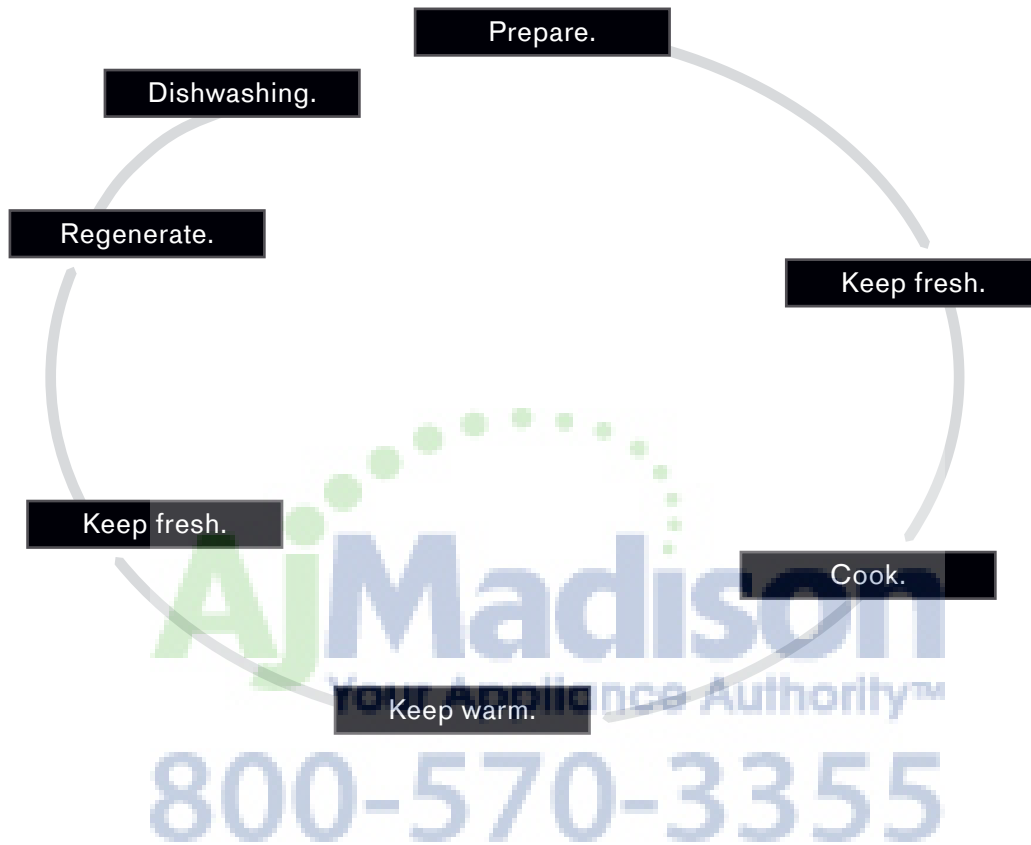 Prepare.
Dishwashing.
Regenerate.
Keep fresh.
Keep fresh.
Cook.
Keep warm.
AjMadison
Your Appliance Authority™
800-570-3355